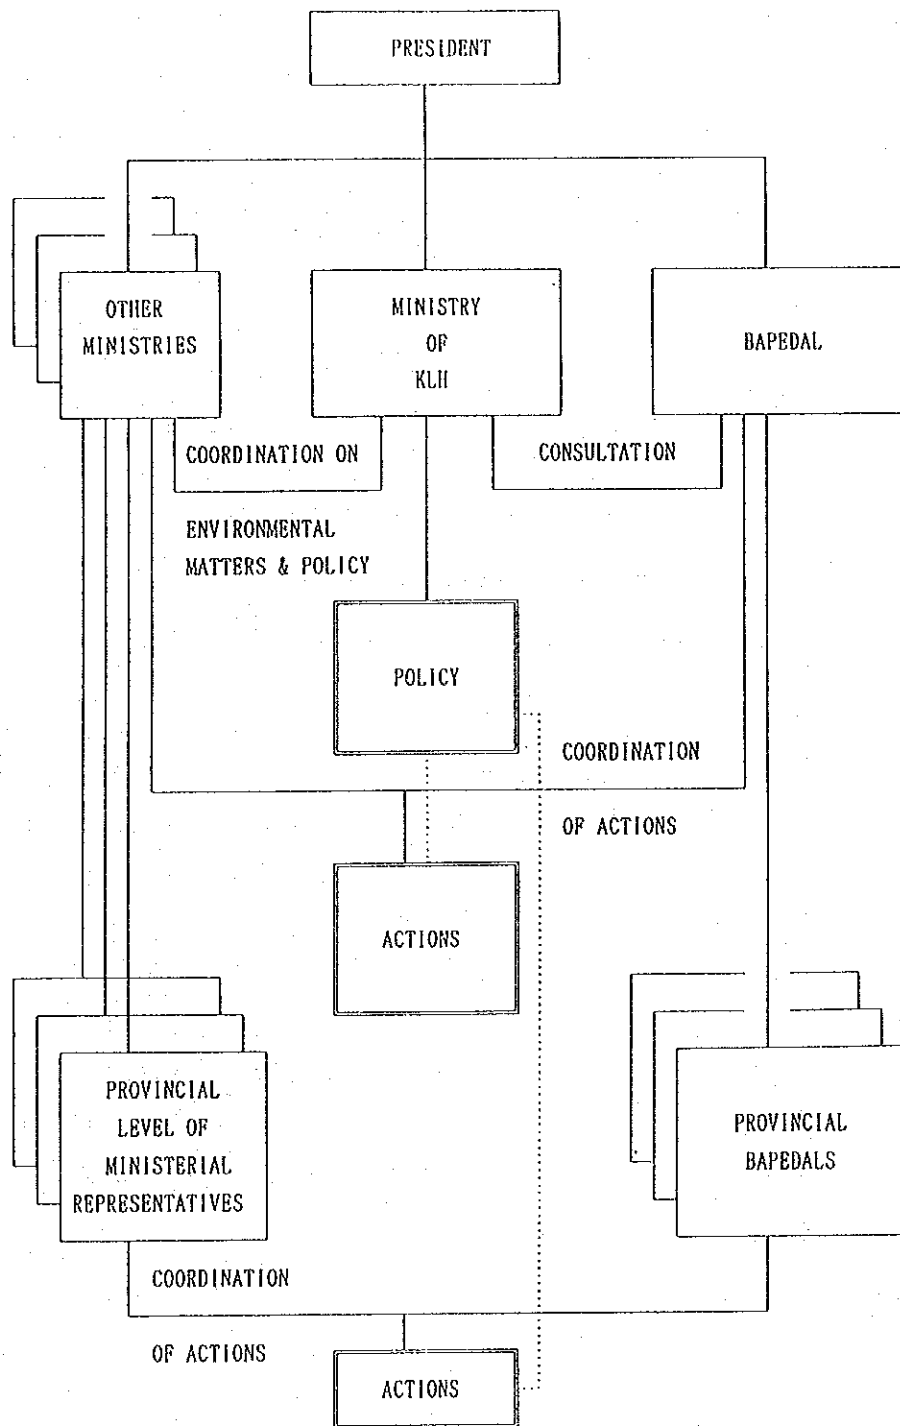 PRESIDENT
OTHER
MINISTRIES
MINISTRY
OF
KLH
BAPEDAL
COORDINATION ON
CONSULTATION
ENVIRONMENTAL
MATTERS & POLICY
POLICY
COORDINATION
OF ACTIONS
ACTIONS
PROVINCIAL
LEVEL OF
MINISTERIAL
REPRESENTATIVES
PROVINCIAL
BAPEDALS
COORDINATION
OF ACTIONS
ACTIONS